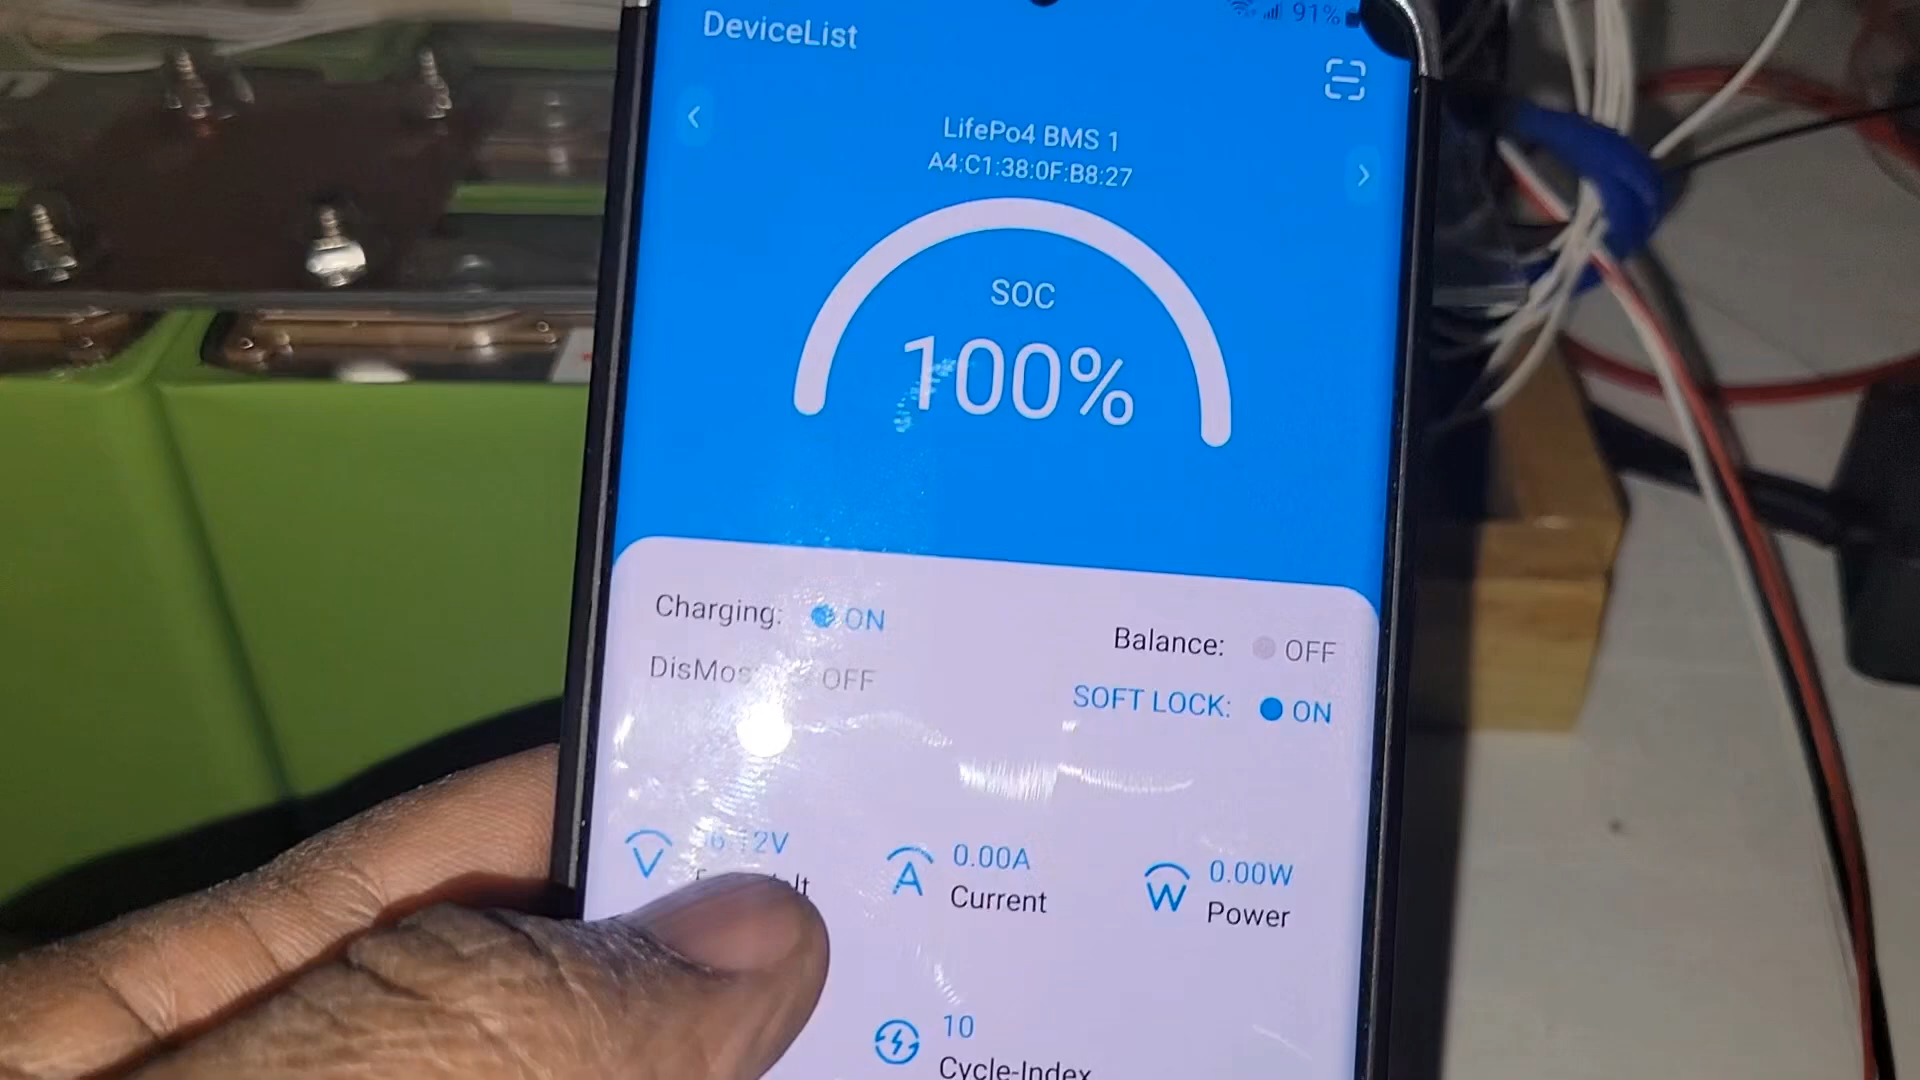 91%
DeviceList
LifePo4 BMS 1
A4:C1:38:0F:B8:27
SOC
100%
Charging: ON
Balance: OFF
OFF
SOFT LOCK: ON
0.00A
Current
0.00W
Power
10
Cycle-Index